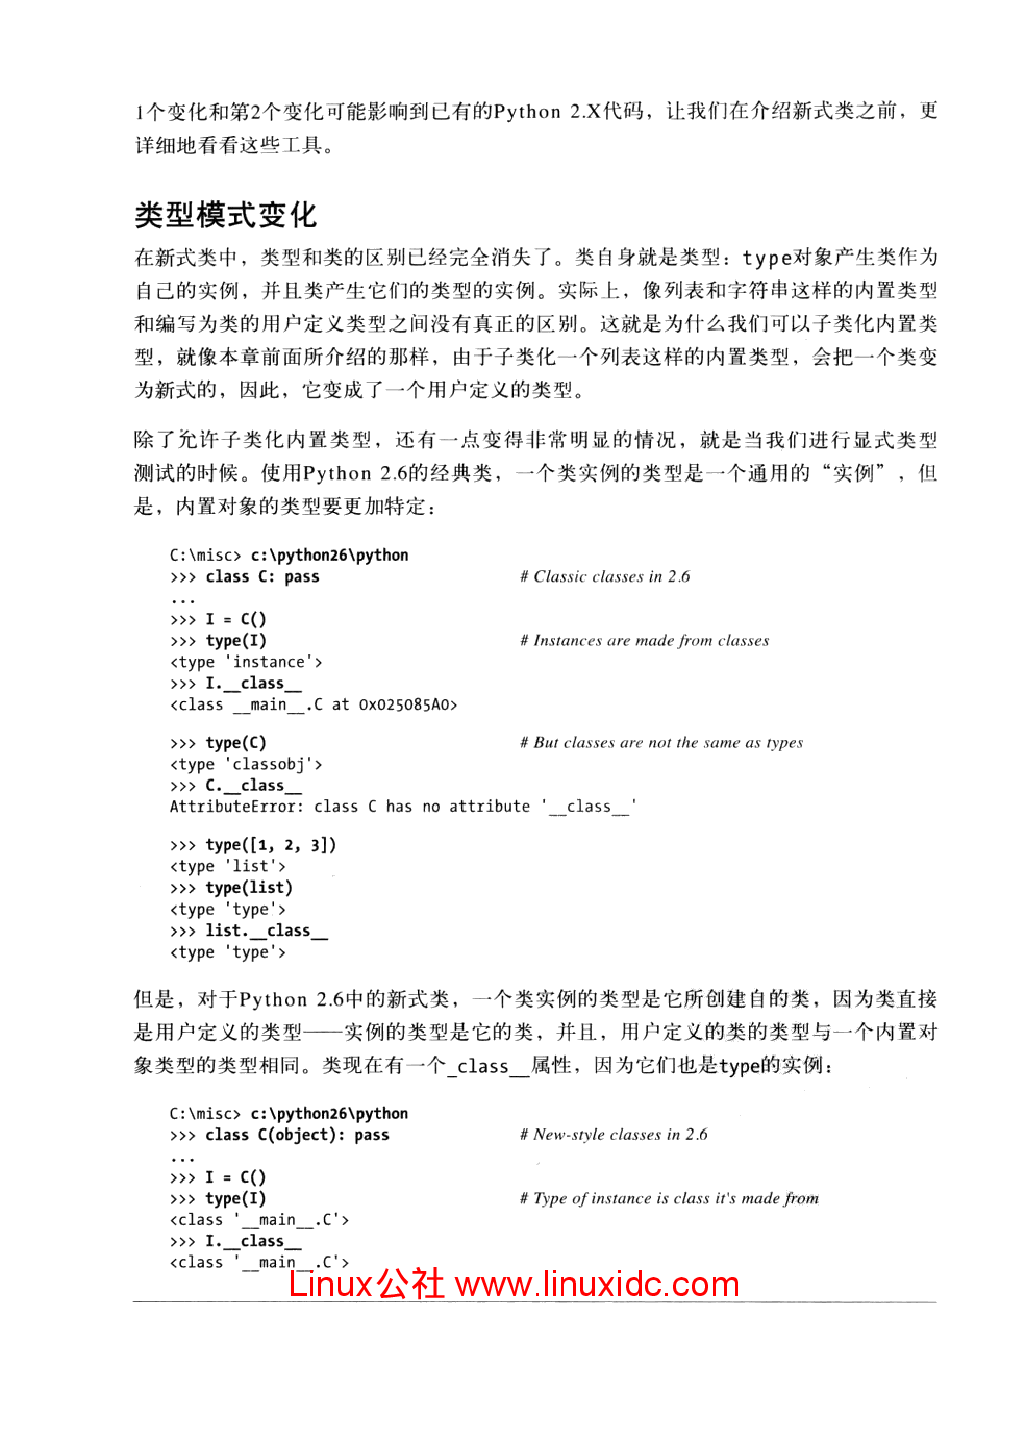 1个变化和第2个变化可能影响到已有的Python 2.X代码，让我们在介绍新式类之前，更
详细地看看这些工具。
类型模式变化
在新式类中，类型和类的区别已经完全消失了。类自身就是类型：type对象产生类作为
自己的实例，并且类产生它们的类型的实例。实际上，像列表和字符串这样的内置类型
和编写为类的用户定义类型之间没有真正的区别。这就是为什么我们可以子类化内置类
型，就像本章前面所介绍的那样，由于子类化一个列表这样的内置类型，会把一个类变
为新式的，因此，它变成了一个用户定义的类型。
除了允许子类化内置类型，还有一点变得非常明显的情况，就是当我们进行显式类型
测试的时候。使用Python 2.6的经典类，一个类实例的类型是一个通用的“实例”，但
是，内置对象的类型要更加特定：
C:\misc> c:\python26\python
>>> class C: pass # Classic classes in 2.6
...
>>> I = C()
>>> type(I) # Instances are made from classes
<type 'instance'>
>>> I.__class__
<class __main__.C at 0x025085A0>
>>> type(C) # But classes are not the same as types
<type 'classobj'>
>>> C.__class__
AttributeError: class C has no attribute '__class__'
>>> type([1, 2, 3])
<type 'list'>
>>> type(list)
<type 'type'>
>>> list.__class__
<type 'type'>
但是，对于Python 2.6中的新式类，一个类实例的类型是它所创建自的类，因为类直接
是用户定义的类型——实例的类型是它的类，并且，用户定义的类的类型与一个内置对
象类型的类型相同。类现在有一个_class__属性，因为它们也是type的实例：
C:\misc> c:\python26\python
>>> class C(object): pass # New-style classes in 2.6
...
>>> I = C()
>>> type(I) # Type of instance is class it's made from
<class '__main__.C'>
>>> I.__class__
<class '__main__.C'>
Linux公社 www.linuxidc.com